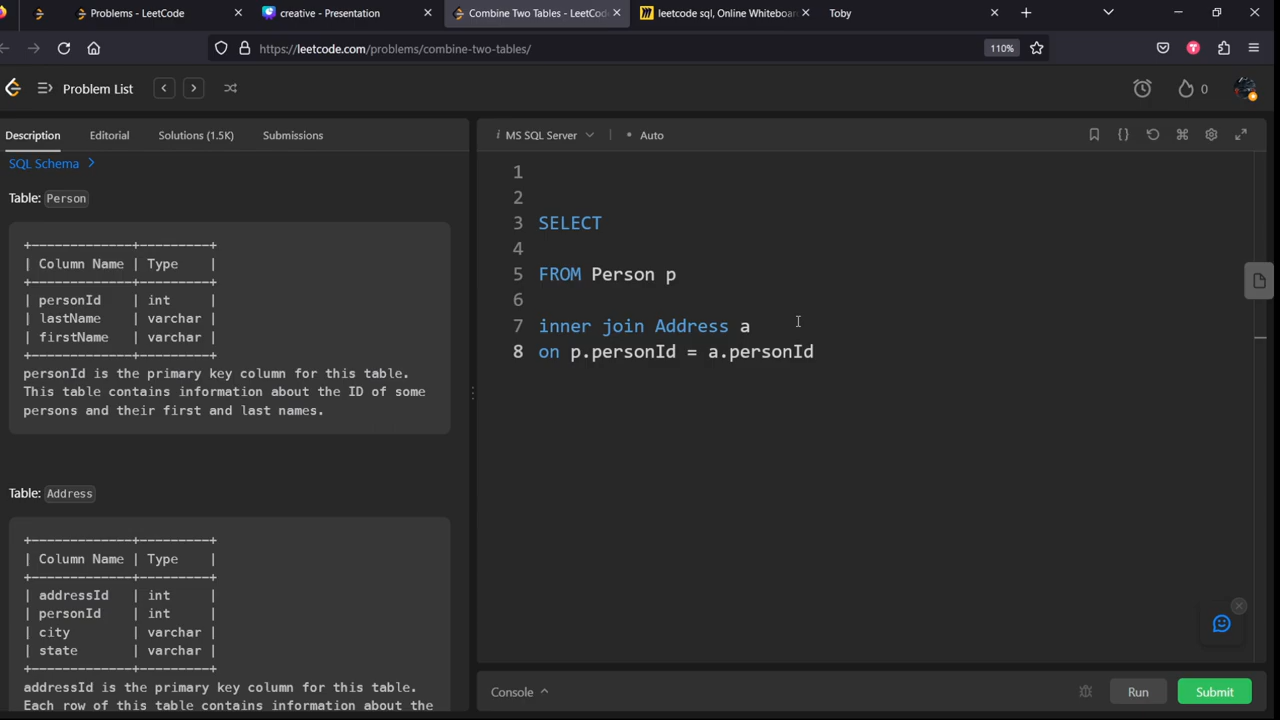 Problems - LeetCode
creative - Presentation
Combine Two Tables - LeetCode
leetcode sql, Online Whiteboard
Toby
https://leetcode.com/problems/combine-two-tables/
110%
Problem List
0
Description
Editorial
Solutions (1.5K)
Submissions
i MS SQL Server
Auto
SQL Schema
Table: Person
+-------------+---------+
| Column Name | Type    |
+-------------+---------+
| personId    | int     |
| lastName    | varchar |
| firstName   | varchar |
+-------------+---------+
personId is the primary key column for this table.
This table contains information about the ID of some
persons and their first and last names.
Table: Address
+-------------+---------+
| Column Name | Type    |
+-------------+---------+
| addressId   | int     |
| personId    | int     |
| city        | varchar |
| state       | varchar |
+-------------+---------+
addressId is the primary key column for this table.
Each row of this table contains information about the
1
2
3 SELECT
4
5 FROM Person p
6
7 inner join Address a
8 on p.personId = a.personId
Console
Run
Submit